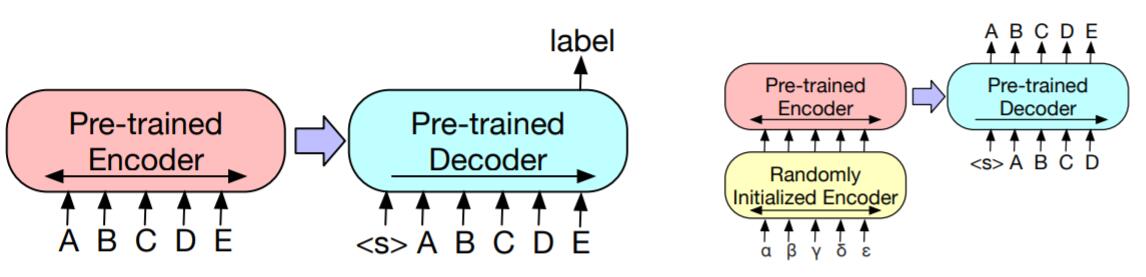 label
Pre-trained
Encoder
Pre-trained
Decoder
A B C D E
<s> A B C D E
A B C D E
Pre-trained
Encoder
Pre-trained
Decoder
<s> A B C D
Randomly
Initialized Encoder
α β γ δ ε